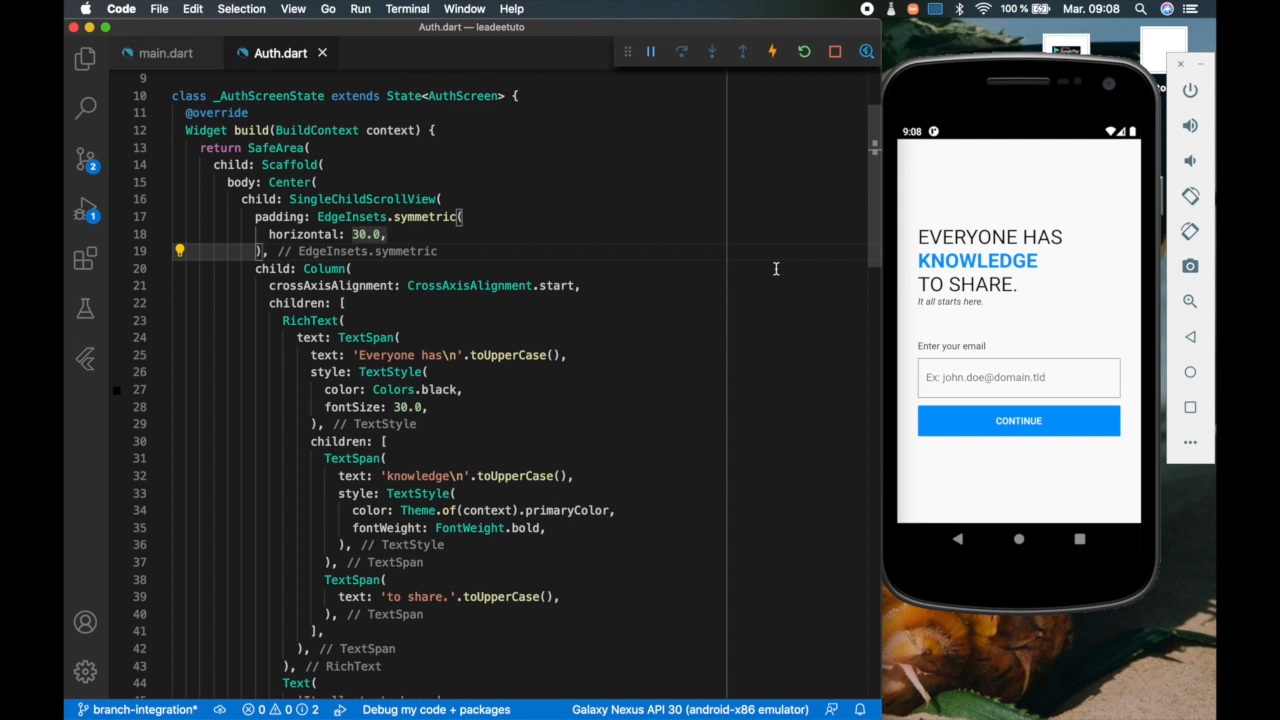 Code File Edit Selection View Go Run Terminal Window Help 100 % Mar. 09:08
Auth.dart — leadeetuto
main.dart Auth.dart
9
10 class _AuthScreenState extends State<AuthScreen> {
11 @override
12 Widget build(BuildContext context) {
13 return SafeArea(
14 child: Scaffold(
15 body: Center(
16 child: SingleChildScrollView(
17 padding: EdgeInsets.symmetric(
18 horizontal: 30.0,
19 ), // EdgeInsets.symmetric
20 child: Column(
21 crossAxisAlignment: CrossAxisAlignment.start,
22 children: [
23 RichText(
24 text: TextSpan(
25 text: 'Everyone has\n'.toUpperCase(),
26 style: TextStyle(
27 color: Colors.black,
28 fontSize: 30.0,
29 ), // TextStyle
30 children: [
31 TextSpan(
32 text: 'knowledge\n'.toUpperCase(),
33 style: TextStyle(
34 color: Theme.of(context).primaryColor,
35 fontWeight: FontWeight.bold,
36 ), // TextStyle
37 ), // TextSpan
38 TextSpan(
39 text: 'to share.'.toUpperCase(),
40 ), // TextSpan
41 ],
42 ), // TextSpan
43 ), // RichText
44 Text(
2
1
branch-integration* 0 0 2 Debug my code + packages Galaxy Nexus API 30 (android-x86 emulator)
9:08
EVERYONE HAS
KNOWLEDGE
TO SHARE.
It all starts here.
Enter your email
Ex: john.doe@domain.tld
CONTINUE